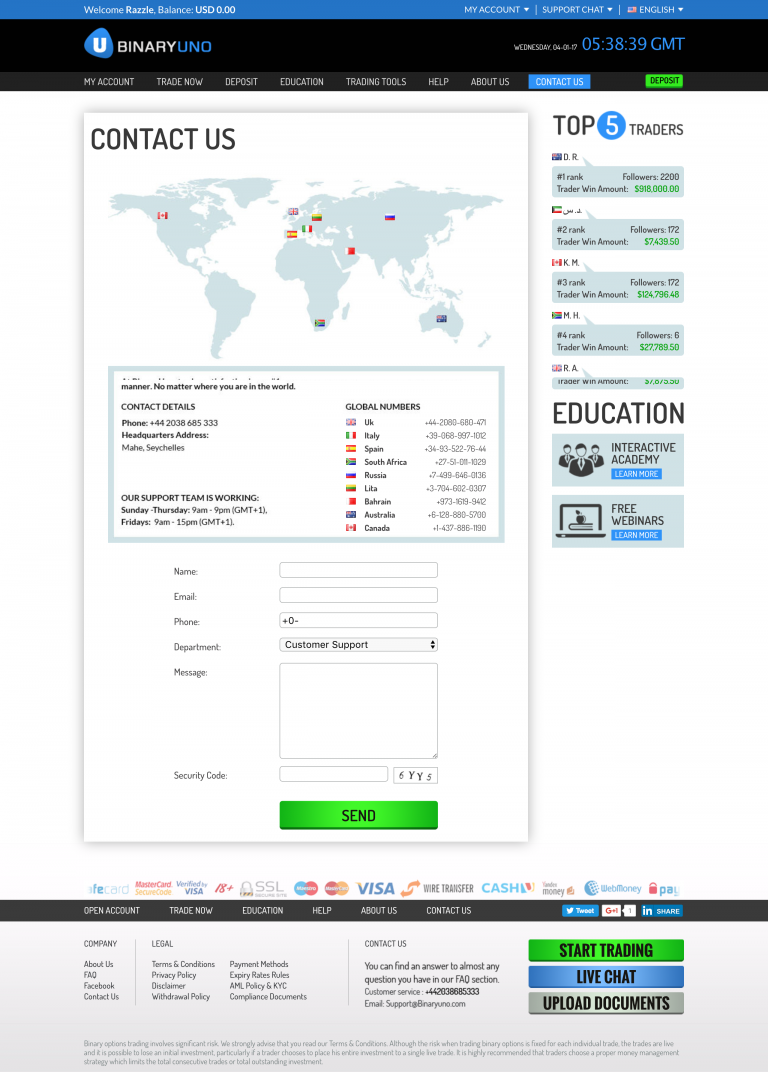 Welcome Razzle, Balance: USD 0.00
MY ACCOUNT SUPPORT CHAT ENGLISH
U BINARYUNO
WEDNESDAY, 04-01-17 05:38:39 GMT
MY ACCOUNT TRADE NOW DEPOSIT EDUCATION TRADING TOOLS HELP ABOUT US CONTACT US DEPOSIT
CONTACT US
manner. No matter where you are in the world.
CONTACT DETAILS
Phone: +44 2038 685 333
Headquarters Address:
Mahe, Seychelles
OUR SUPPORT TEAM IS WORKING:
Sunday -Thursday: 9am - 9pm (GMT+1),
Fridays: 9am - 15pm (GMT+1).
GLOBAL NUMBERS
Uk +44-2080-680-471
Italy +39-068-997-1012
Spain +34-93-522-76-44
South Africa +27-51-011-1029
Russia +7-499-646-0136
Lita +3-704-602-0307
Bahrain +973-1619-9412
Australia +6-128-880-5700
Canada +1-437-886-1190
Name:
Email:
Phone: +0-
Department: Customer Support
Message:
Security Code: 6 Y Y 5
SEND
TOP 5 TRADERS
D. R.
#1 rank Followers: 2200
Trader Win Amount: $918,000.00
د. س.
#2 rank Followers: 172
Trader Win Amount: $7,439.50
K. M.
#3 rank Followers: 172
Trader Win Amount: $124,796.48
M. H.
#4 rank Followers: 6
Trader Win Amount: $27,789.50
R. A.
Trader Win Amount: $7,875.50
EDUCATION
INTERACTIVE
ACADEMY
LEARN MORE
FREE
WEBINARS
LEARN MORE
afecard MasterCard. SecureCode Verified by VISA 18+ SSL SECURE SITE Maestro MasterCard VISA WIRE TRANSFER CASHU Yandex money WebMoney pay
OPEN ACCOUNT TRADE NOW EDUCATION HELP ABOUT US CONTACT US
Tweet G+1 1 in SHARE
COMPANY
About Us
FAQ
Facebook
Contact Us
LEGAL
Terms & Conditions Payment Methods
Privacy Policy Expiry Rates Rules
Disclaimer AML Policy & KYC
Withdrawal Policy Compliance Documents
CONTACT US
You can find an answer to almost any
question you have in our FAQ section.
Customer service : +442038685333
Email: Support@Binaryuno.com
START TRADING
LIVE CHAT
UPLOAD DOCUMENTS
Binary options trading involves significant risk. We strongly advise that you read our Terms & Conditions. Although the risk when trading binary options is fixed for each individual trade, the trades are live
and it is possible to lose an initial investment, particularly if a trader chooses to place his entire investment to a single live trade. It is highly recommended that traders choose a proper money management
strategy which limits the total consecutive trades or total outstanding investment.